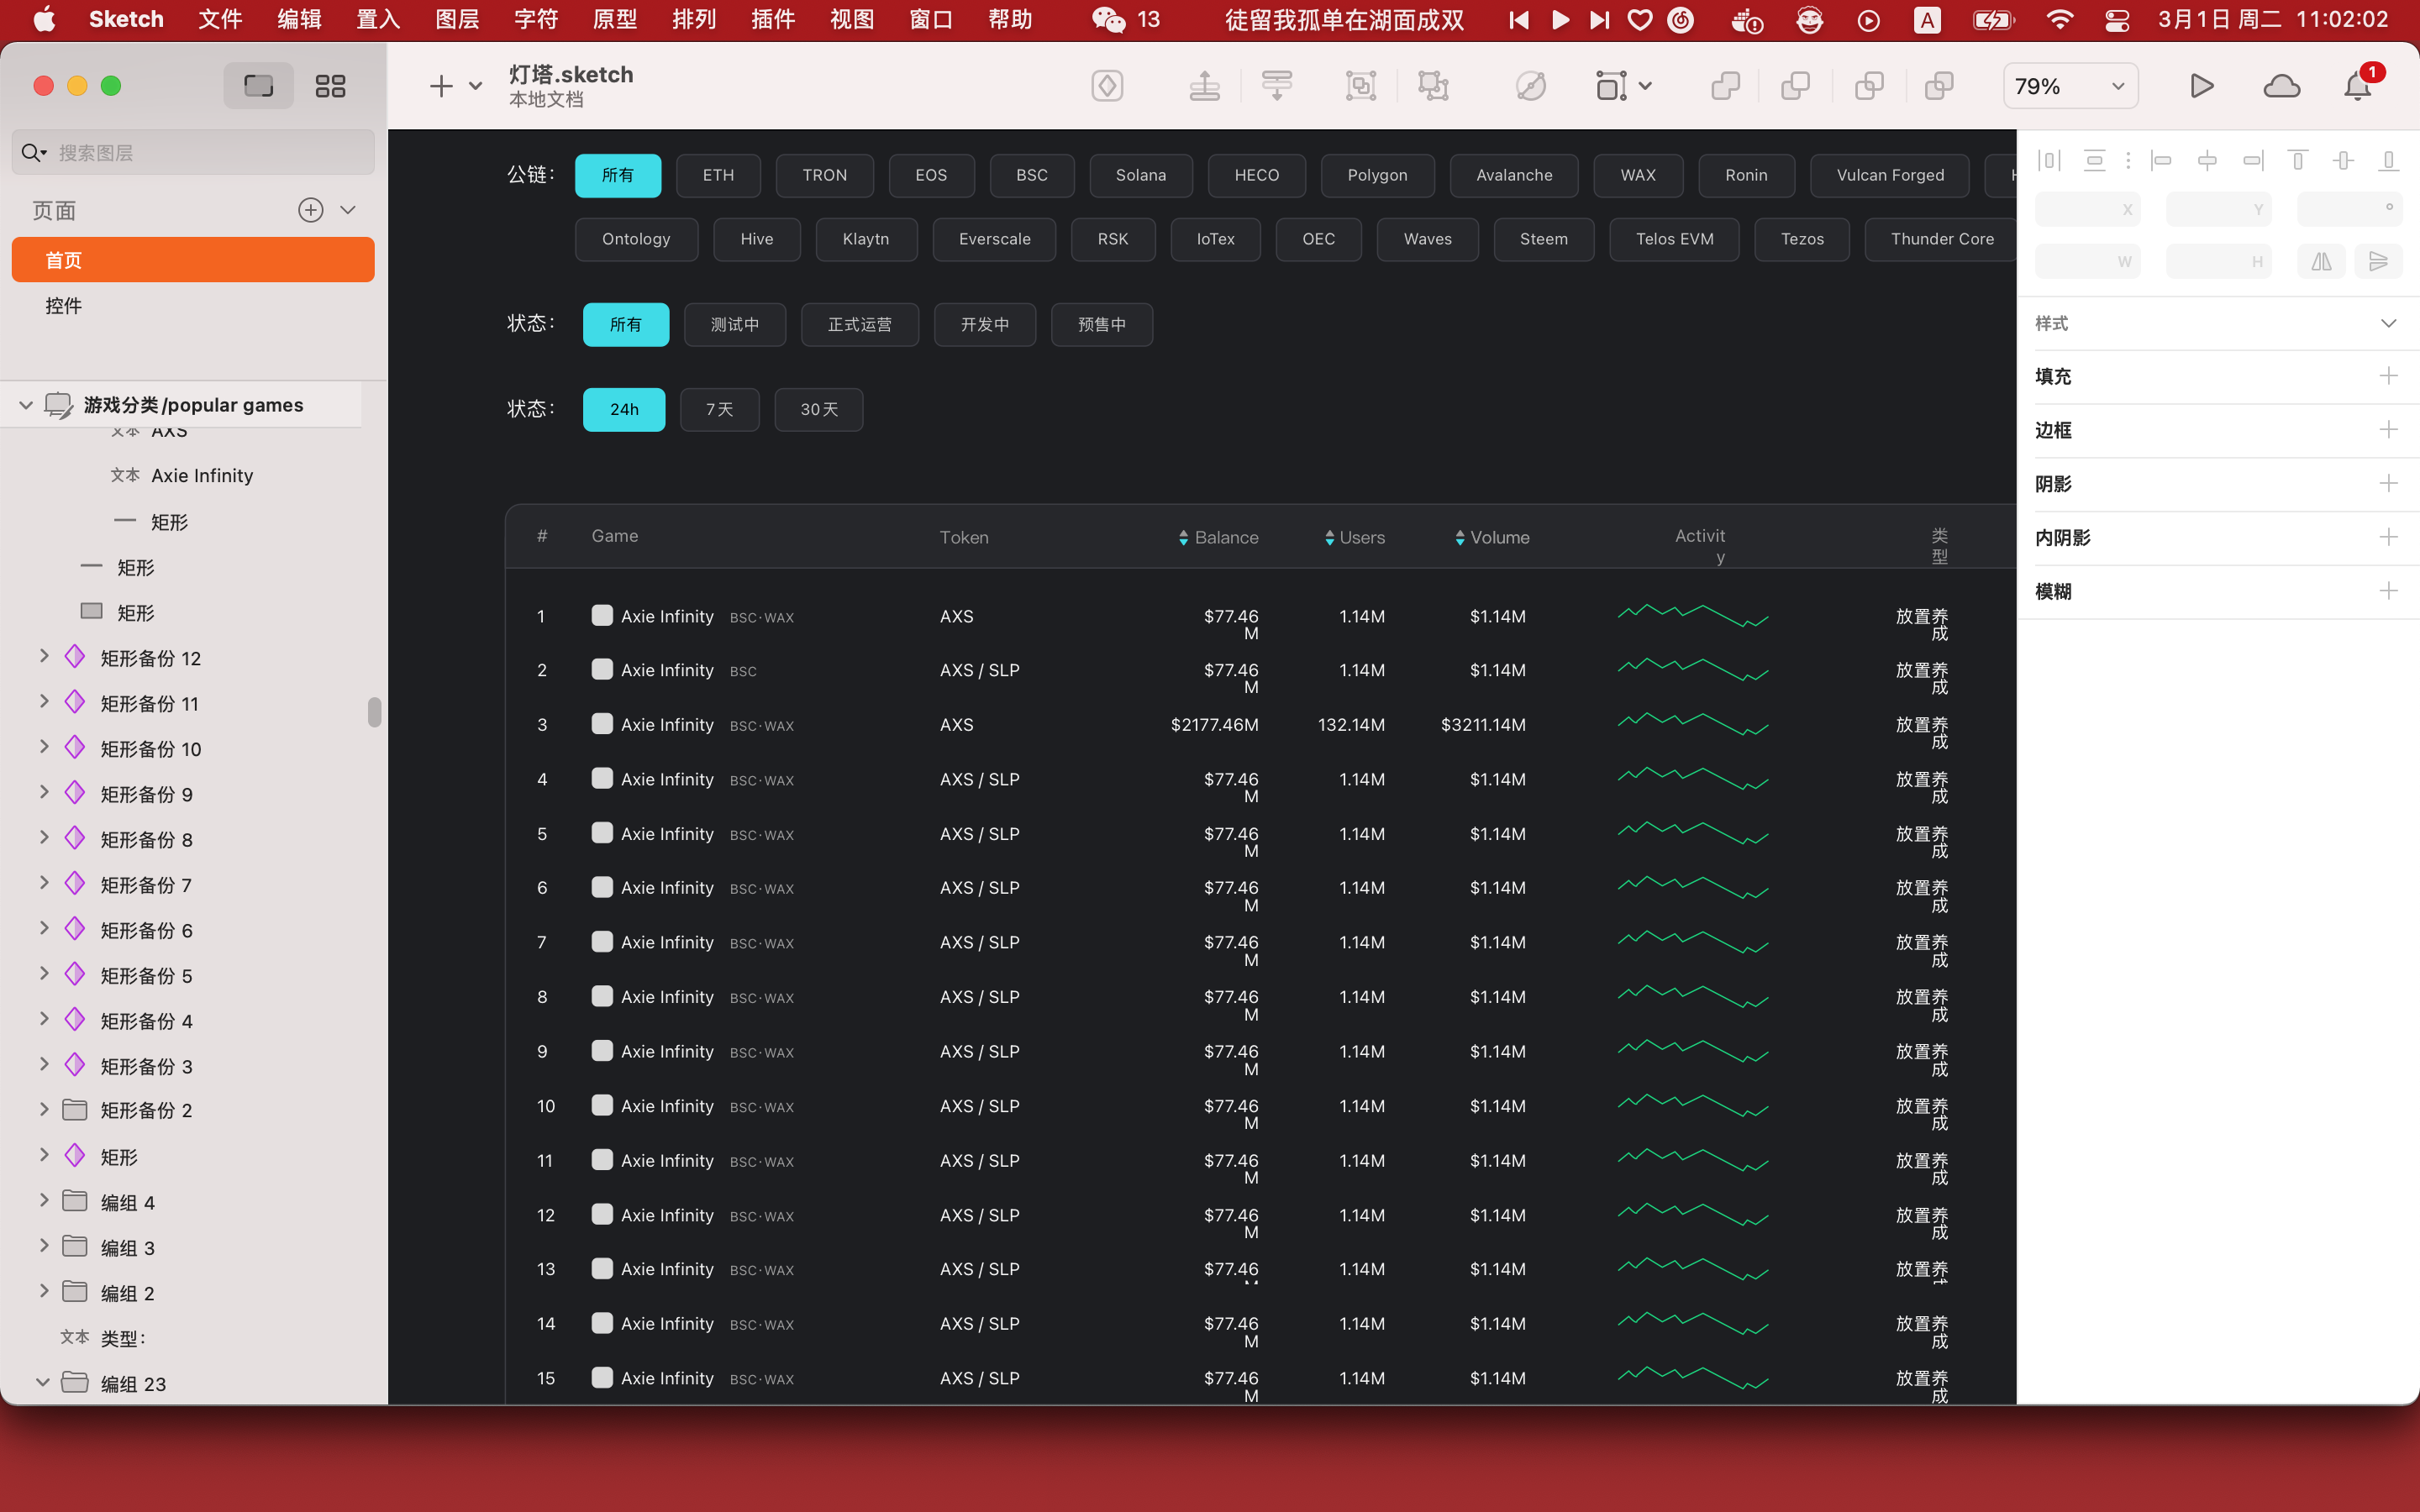 Sketch 文件 编辑 置入 图层 字符 原型 排列 插件 视图 窗口 帮助 13 徒留我孤单在湖面成双 A 3月1日 周二 11:02:02
灯塔.sketch
本地文档
79%
1
搜索图层
页面
首页
控件
游戏分类/popular games
文本 AXS
文本 Axie Infinity
矩形
矩形
矩形
矩形备份 12
矩形备份 11
矩形备份 10
矩形备份 9
矩形备份 8
矩形备份 7
矩形备份 6
矩形备份 5
矩形备份 4
矩形备份 3
矩形备份 2
矩形
编组 4
编组 3
编组 2
文本 类型：
编组 23
公链： 所有 ETH TRON EOS BSC Solana HECO Polygon Avalanche WAX Ronin Vulcan Forged
Ontology Hive Klaytn Everscale RSK IoTex OEC Waves Steem Telos EVM Tezos Thunder Core
状态： 所有 测试中 正式运营 开发中 预售中
状态： 24h 7天 30天
# Game Token Balance Users Volume Activit 类
y 型
1 Axie Infinity BSC·WAX AXS $77.46 1.14M $1.14M 放置养
M 成
2 Axie Infinity BSC AXS / SLP $77.46 1.14M $1.14M 放置养
M 成
3 Axie Infinity BSC·WAX AXS $2177.46M 132.14M $3211.14M 放置养
成
4 Axie Infinity BSC·WAX AXS / SLP $77.46 1.14M $1.14M 放置养
M 成
5 Axie Infinity BSC·WAX AXS / SLP $77.46 1.14M $1.14M 放置养
M 成
6 Axie Infinity BSC·WAX AXS / SLP $77.46 1.14M $1.14M 放置养
M 成
7 Axie Infinity BSC·WAX AXS / SLP $77.46 1.14M $1.14M 放置养
M 成
8 Axie Infinity BSC·WAX AXS / SLP $77.46 1.14M $1.14M 放置养
M 成
9 Axie Infinity BSC·WAX AXS / SLP $77.46 1.14M $1.14M 放置养
M 成
10 Axie Infinity BSC·WAX AXS / SLP $77.46 1.14M $1.14M 放置养
M 成
11 Axie Infinity BSC·WAX AXS / SLP $77.46 1.14M $1.14M 放置养
M 成
12 Axie Infinity BSC·WAX AXS / SLP $77.46 1.14M $1.14M 放置养
M 成
13 Axie Infinity BSC·WAX AXS / SLP $77.46 1.14M $1.14M 放置养
14 Axie Infinity BSC·WAX AXS / SLP $77.46 1.14M $1.14M 放置养
M 成
15 Axie Infinity BSC·WAX AXS / SLP $77.46 1.14M $1.14M 放置养
M 成
X Y °
W H
样式
填充
边框
阴影
内阴影
模糊